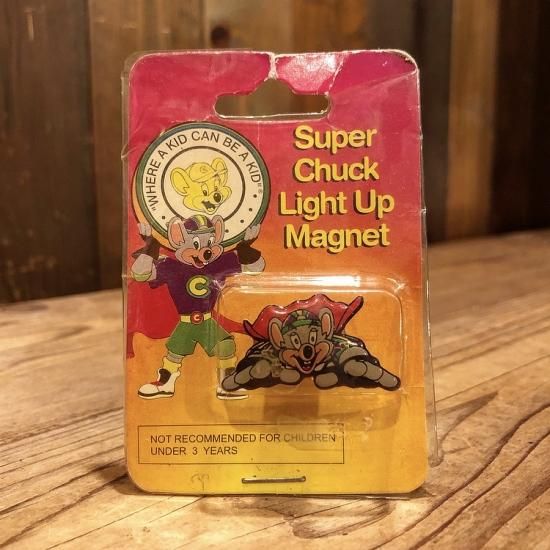 "WHERE A KID CAN BE A KID"®
Super
Chuck
Light Up
Magnet
C
C
NOT RECOMMENDED FOR CHILDREN
UNDER 3 YEARS